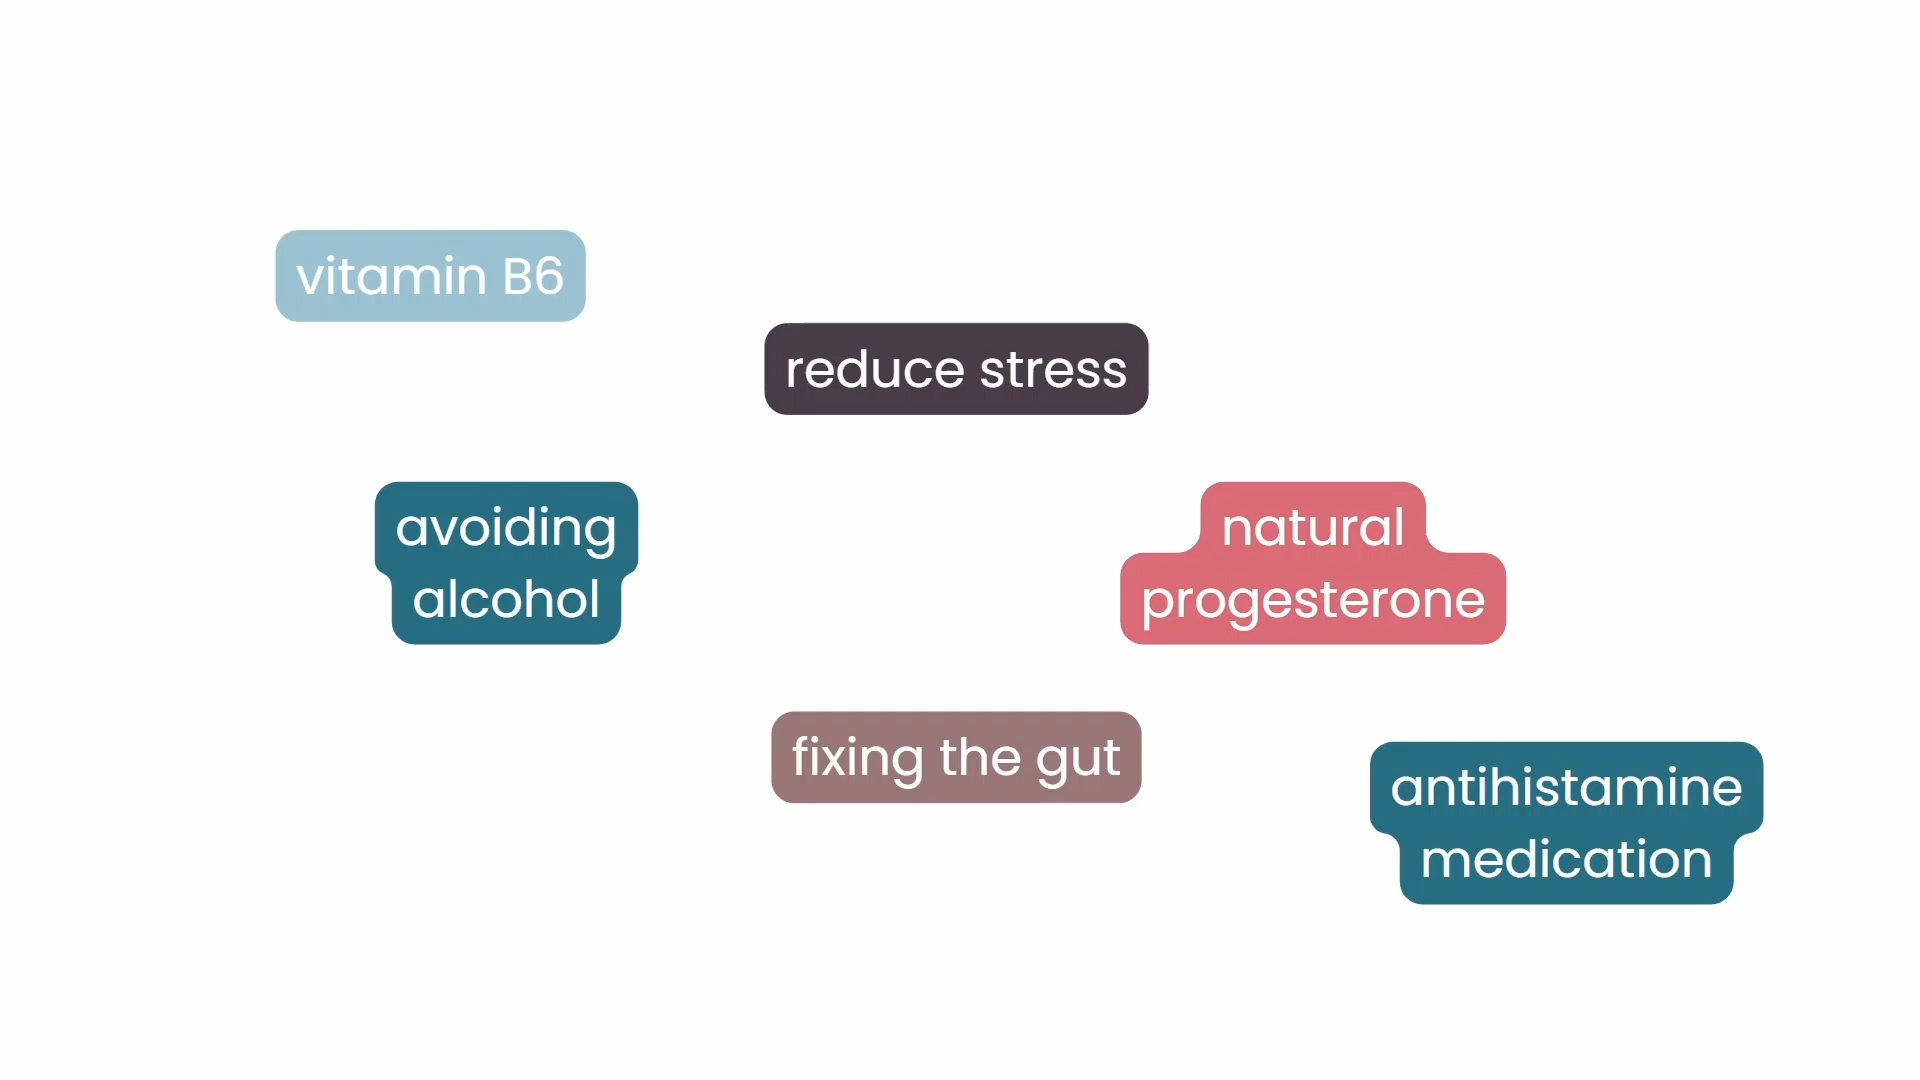 vitamin B6
reduce stress
avoiding
alcohol
natural
progesterone
fixing the gut
antihistamine
medication